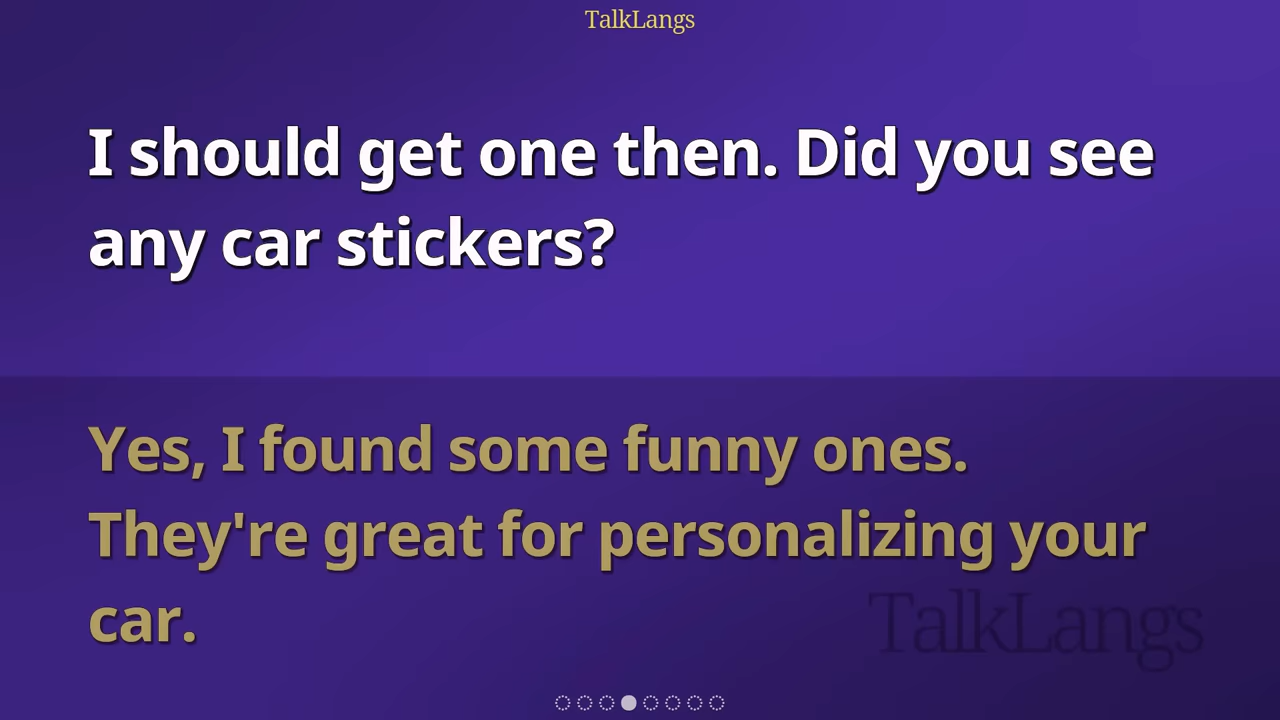 TalkLangs
I should get one then. Did you see
any car stickers?
Yes, I found some funny ones.
They're great for personalizing your
car.
TalkLangs